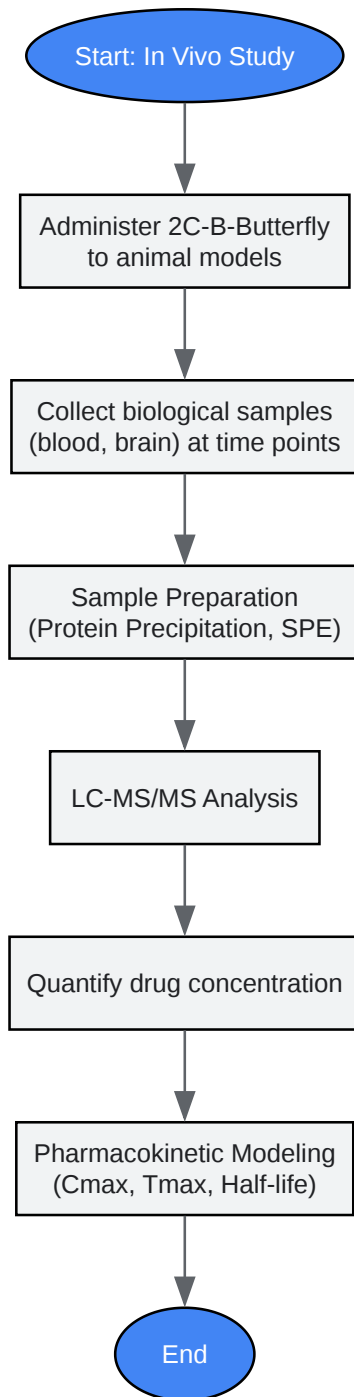 Start: In Vivo Study
Administer 2C-B-Butterfly
to animal models
Collect biological samples
(blood, brain) at time points
Sample Preparation
(Protein Precipitation, SPE)
LC-MS/MS Analysis
Quantify drug concentration
Pharmacokinetic Modeling
(Cmax, Tmax, Half-life)
End